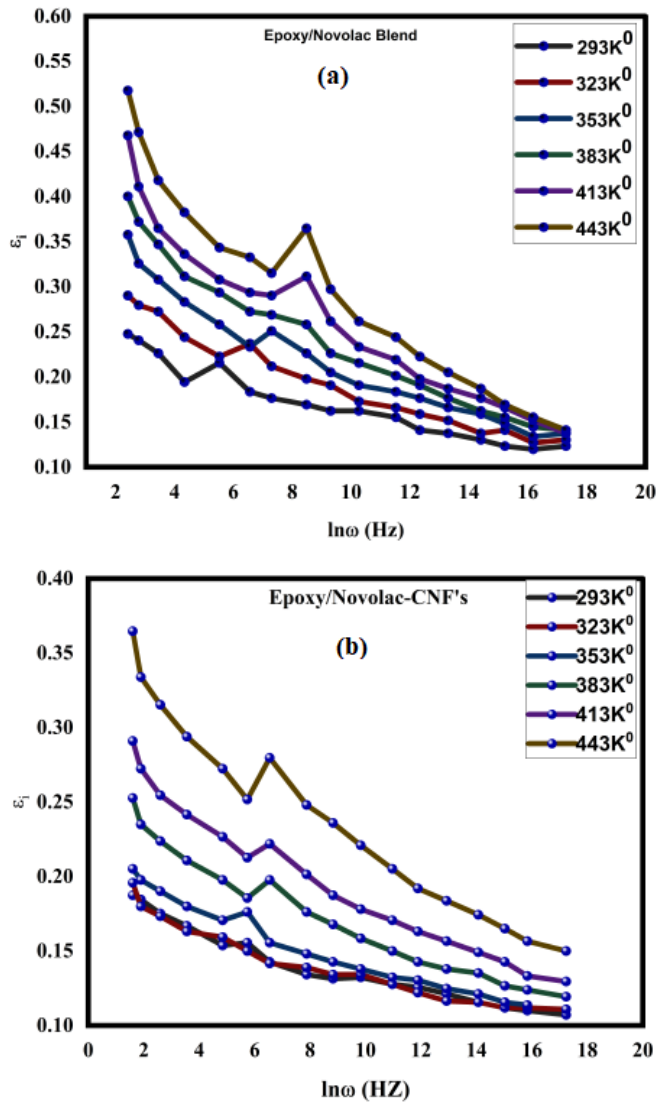 Epoxy/Novolac Blend
(a)
293K⁰
323K⁰
353K⁰
383K⁰
413K⁰
443K⁰
0.60
0.55
0.50
0.45
0.40
0.35
0.30
0.25
0.20
0.15
0.10
εᵢ
2 4 6 8 10 12 14 16 18 20
lnω (Hz)
Epoxy/Novolac-CNF's
(b)
293K⁰
323K⁰
353K⁰
383K⁰
413K⁰
443K⁰
0.40
0.35
0.30
0.25
0.20
0.15
0.10
εᵢ
0 2 4 6 8 10 12 14 16 18 20
lnω (HZ)